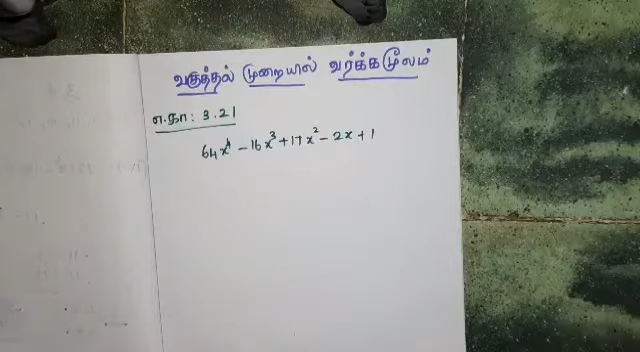 வகுத்தல் முறையில் வர்க்கமூலம்
எ.கா : 3.21
64x⁴ - 16x³ + 17x² - 2x + 1